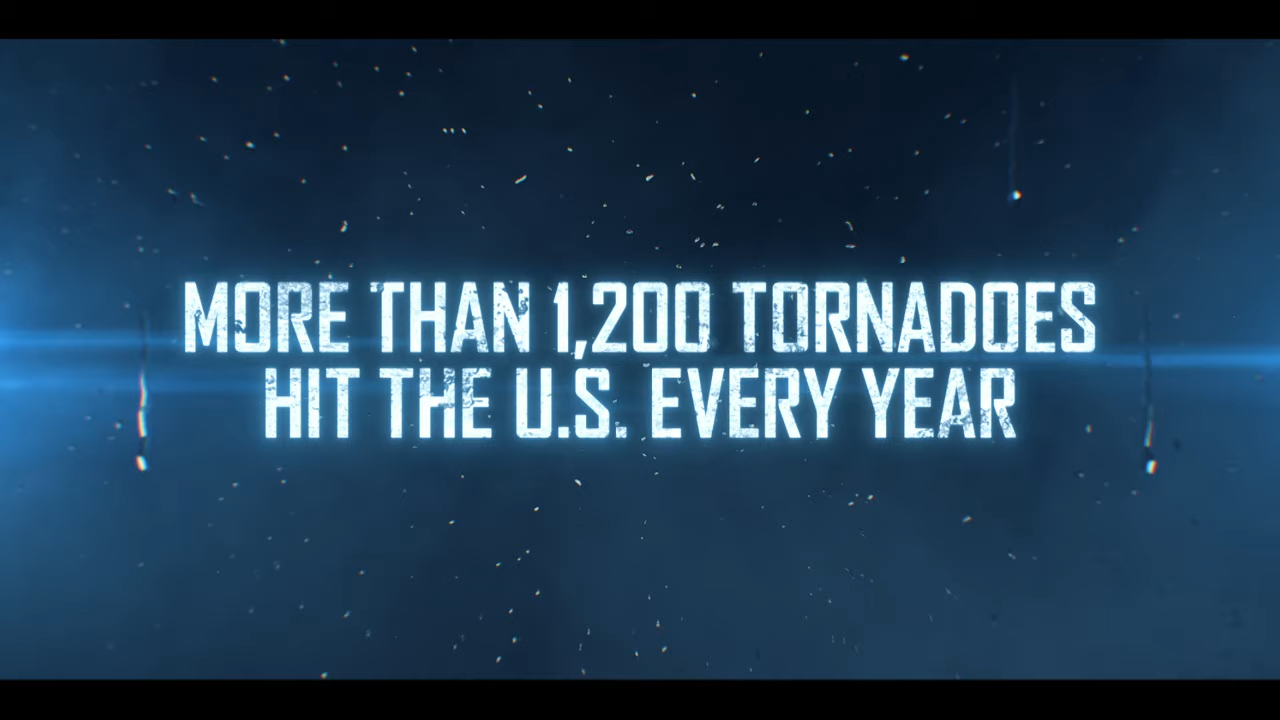 MORE THAN 1,200 TORNADOES
HIT THE U.S. EVERY YEAR